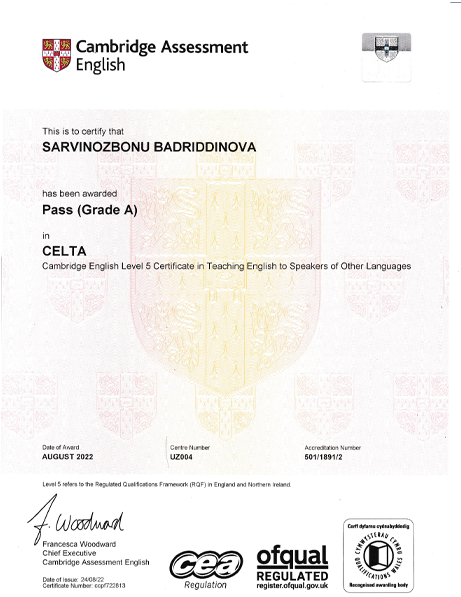 Cambridge Assessment
English
This is to certify that
SARVINOZBONU BADRIDDINOVA
has been awarded
Pass (Grade A)
in
CELTA
Cambridge English Level 5 Certificate in Teaching English to Speakers of Other Languages
Date of Award
Centre Number
Accreditation Number
AUGUST 2022
UZ004
501/1891/2
Level 5 refers to the Regulated Qualifications Framework (RQF) in England and Northern Ireland.
F. Woodward
Francesca Woodward
Chief Executive
Cambridge Assessment English
Date of Issue: 24/08/22
Certificate Number: ccpf722813
cea
Regulation
ofqual
REGULATED
register.ofqual.gov.uk
Corff dyfarnu cydnabyddedig
CYMWYSTERAU CYMRU
QUALIFICATIONS WALES
Recognised awarding body